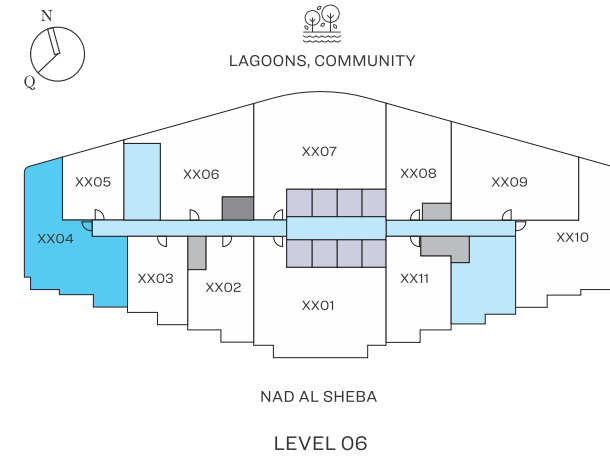 N
Q
LAGOONS, COMMUNITY
XX07
XX05
XX06
XX08
XX09
XX04
XX10
XX03
XX02
XX11
XX01
NAD AL SHEBA
LEVEL 06